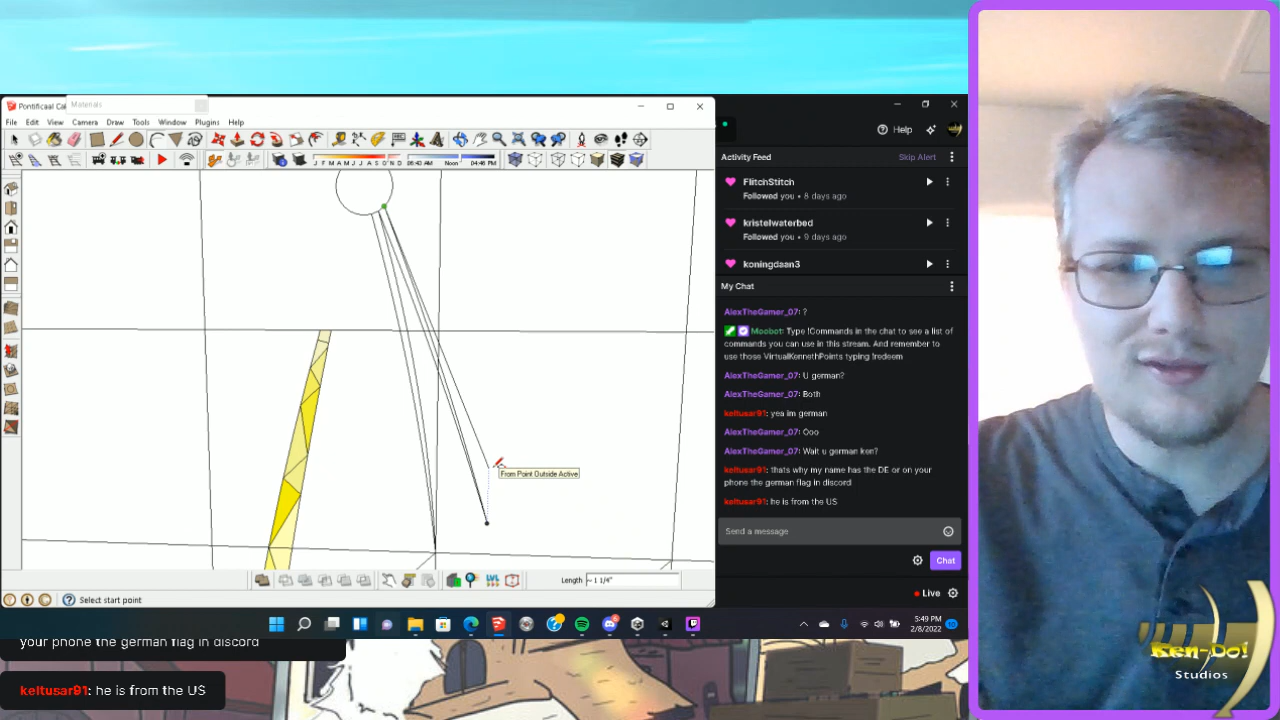 Pontificaal Cal
Materials
File Edit View Camera Draw Tools Window Plugins Help
J F M A M J J A S O N D 06:43 AM Noon 04:46 PM
From Point Outside Active
Length ~ 1 1/4"
Select start point
Help
Activity Feed Skip Alert
FlitchStitch
Followed you • 8 days ago
kristelwaterbed
Followed you • 9 days ago
koningdaan3
My Chat
AlexTheGamer_07: ?
Moobot: Type !Commands in the chat to see a list of
commands you can use in this stream. And remember to
use those VirtualKennethPoints typing !redeem
AlexTheGamer_07: U german?
AlexTheGamer_07: Both
keltusar91: yea im german
AlexTheGamer_07: Ooo
AlexTheGamer_07: Wait u german ken?
keltusar91: thats why my name has the DE or on your
phone the german flag in discord
keltusar91: he is from the US
Send a message
Chat
Live
5:49 PM
2/8/2022
your phone the german flag in discord
keltusar91: he is from the US
Ken-Do!
Studios